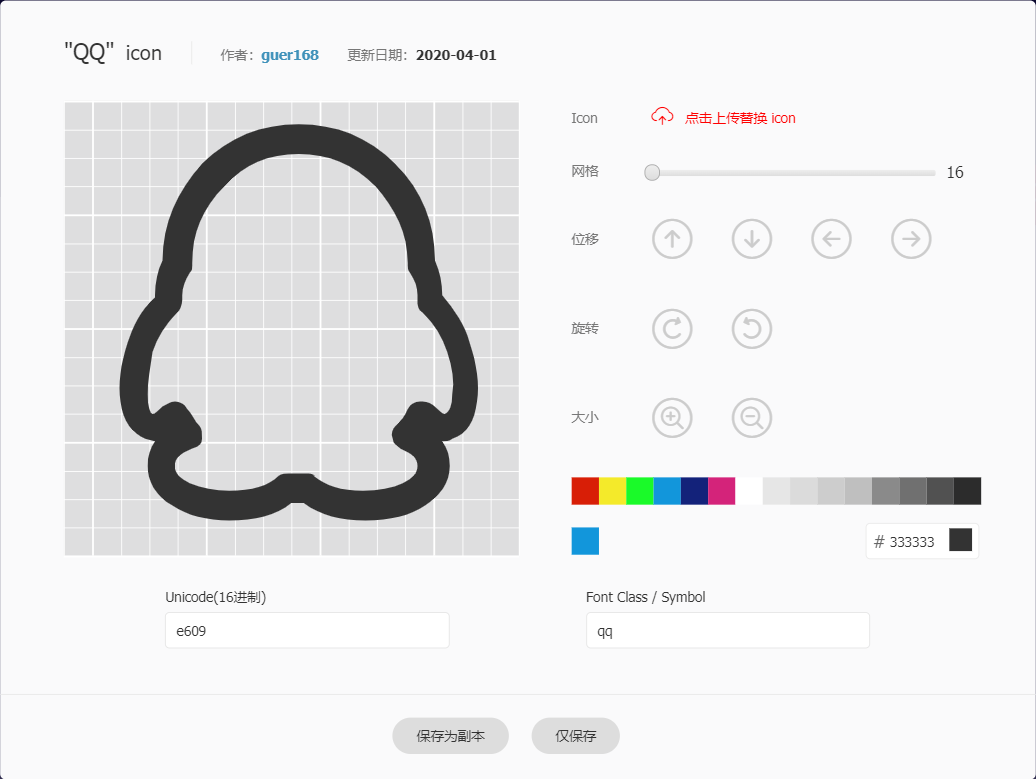 "QQ" icon
作者：guer168 更新日期：2020-04-01
Icon 点击上传替换 icon
网格 16
位移
旋转
大小
# 333333
Unicode(16进制) Font Class / Symbol
e609 qq
保存为副本 仅保存